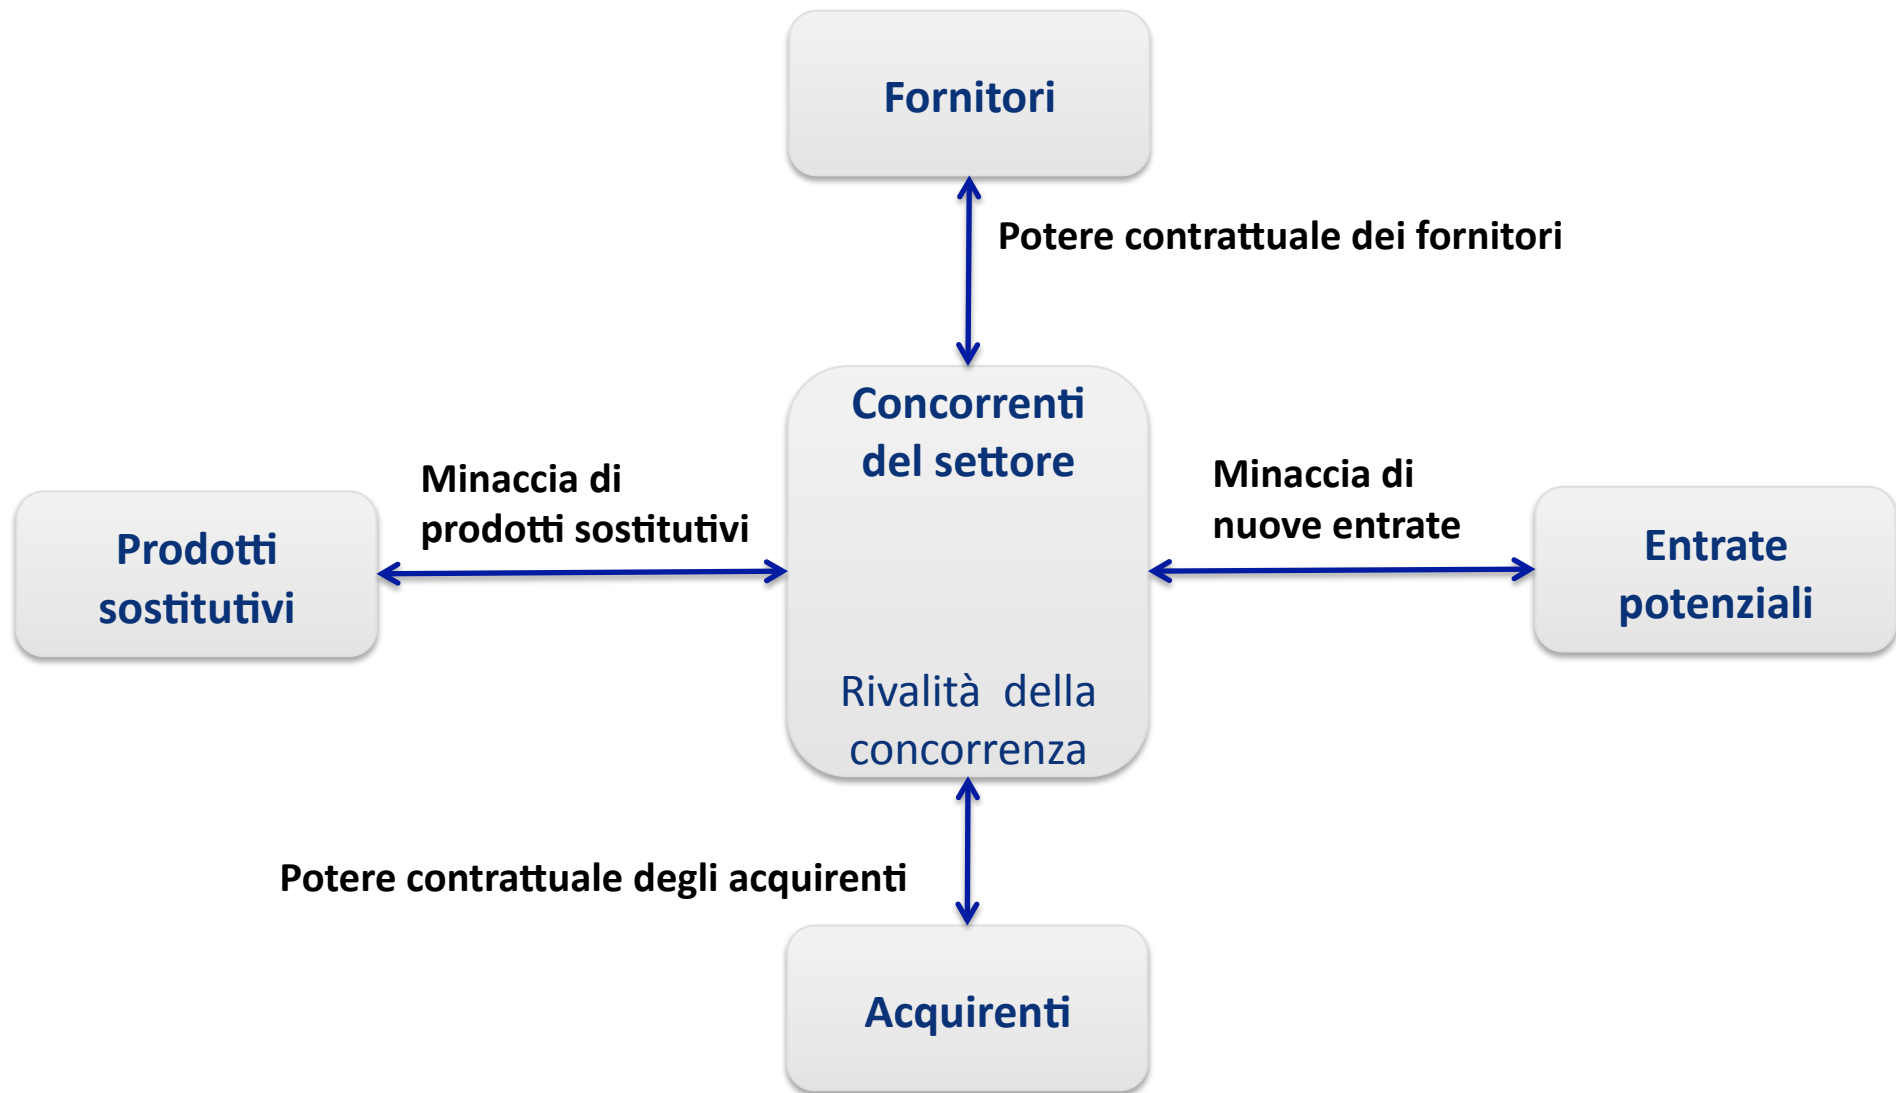 Fornitori
Potere contrattuale dei fornitori
Concorrenti
del settore
Minaccia di
prodotti sostitutivi
Minaccia di
nuove entrate
Prodotti
sostitutivi
Entrate
potenziali
Rivalità della
concorrenza
Potere contrattuale degli acquirenti
Acquirenti